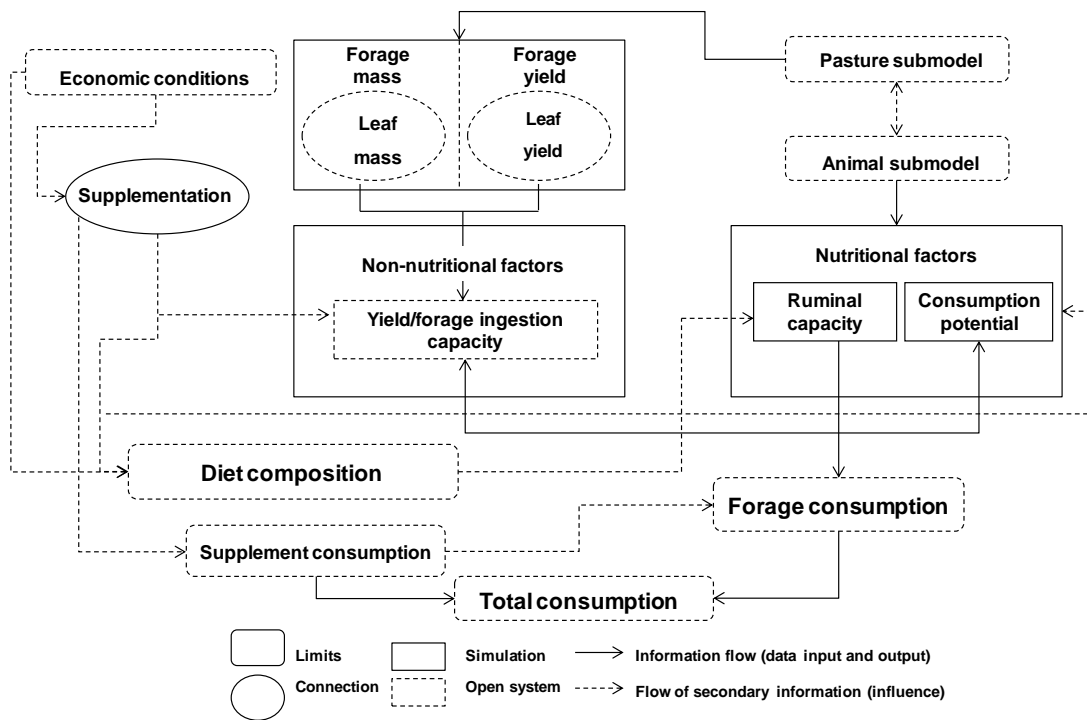 Economic conditions
Forage
mass
Forage
yield
Pasture submodel
Leaf
mass
Leaf
yield
Animal submodel
Supplementation
Non-nutritional factors
Nutritional factors
Yield/forage ingestion
capacity
Ruminal
capacity
Consumption
potential
Diet composition
Forage consumption
Supplement consumption
Total consumption
Limits
Simulation
Information flow (data input and output)
Connection
Open system
Flow of secondary information (influence)